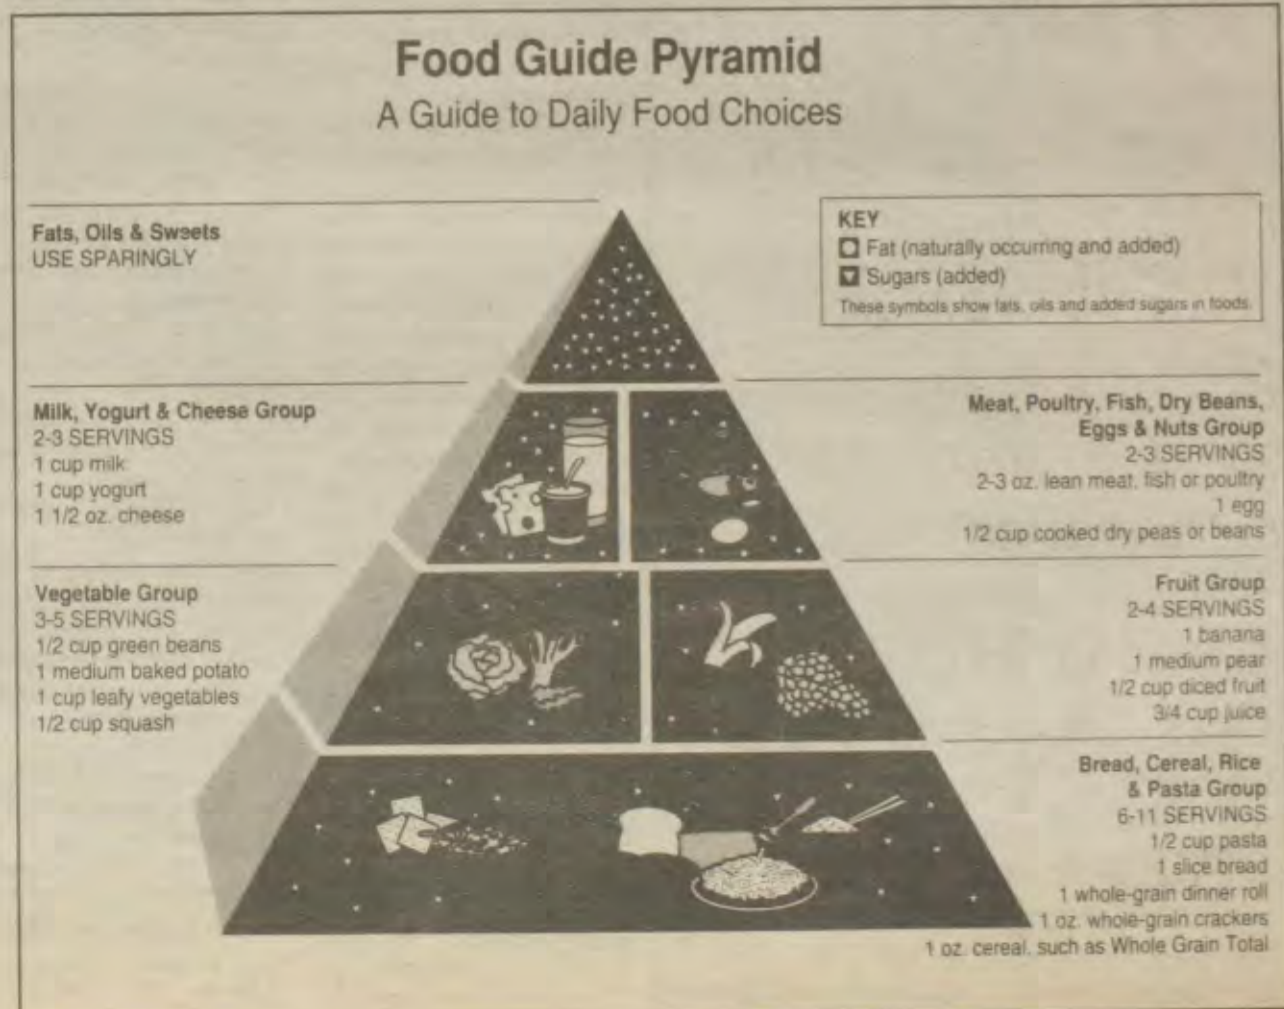 Food Guide Pyramid
A Guide to Daily Food Choices
Fats, Oils & Sweets
USE SPARINGLY
KEY
Fat (naturally occurring and added)
Sugars (added)
These symbols show fats, oils and added sugars in foods.
Milk, Yogurt & Cheese Group
2-3 SERVINGS
1 cup milk
1 cup yogurt
1 1/2 oz. cheese
Meat, Poultry, Fish, Dry Beans,
Eggs & Nuts Group
2-3 SERVINGS
2-3 oz. lean meat, fish or poultry
1 egg
1/2 cup cooked dry peas or beans
Vegetable Group
3-5 SERVINGS
1/2 cup green beans
1 medium baked potato
1 cup leafy vegetables
1/2 cup squash
Fruit Group
2-4 SERVINGS
1 banana
1 medium pear
1/2 cup diced fruit
3/4 cup juice
Bread, Cereal, Rice
& Pasta Group
6-11 SERVINGS
1/2 cup pasta
1 slice bread
1 whole-grain dinner roll
1 oz. whole-grain crackers
1 oz. cereal, such as Whole Grain Total